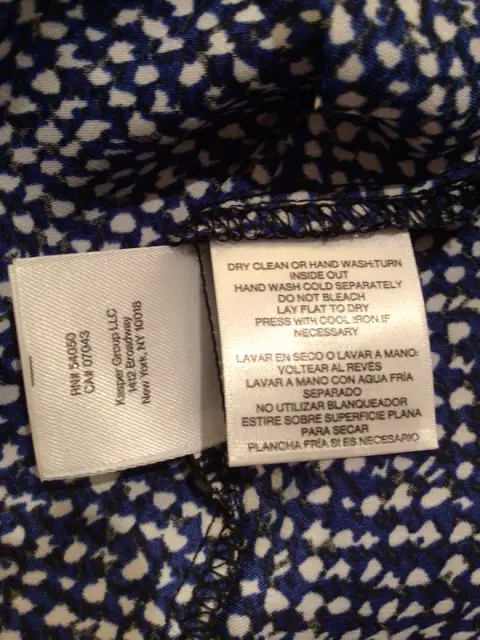 RN# 54050
CA# 07043
Kasper Group LLC
1412 Broadway
New York, NY 10018
DRY CLEAN OR HAND WASH:TURN
INSIDE OUT
HAND WASH COLD SEPARATELY
DO NOT BLEACH
LAY FLAT TO DRY
PRESS WITH COOL IRON IF
NECESSARY
LAVAR EN SECO O LAVAR A MANO:
VOLTEAR AL REVÉS
LAVAR A MANO CON AGUA FRÍA
SEPARADO
NO UTILIZAR BLANQUEADOR
ESTIRE SOBRE SUPERFICIE PLANA
PARA SECAR
PLANCHA FRÍA SI ES NECESARIO